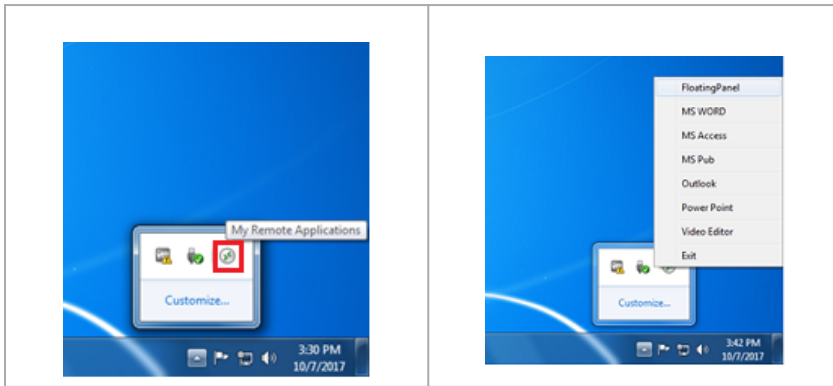 My Remote Applications
Customize...
3:30 PM
10/7/2017
FloatingPanel
MS WORD
MS Access
MS Pub
Outlook
Power Point
Video Editor
Exit
Customize...
3:42 PM
10/7/2017